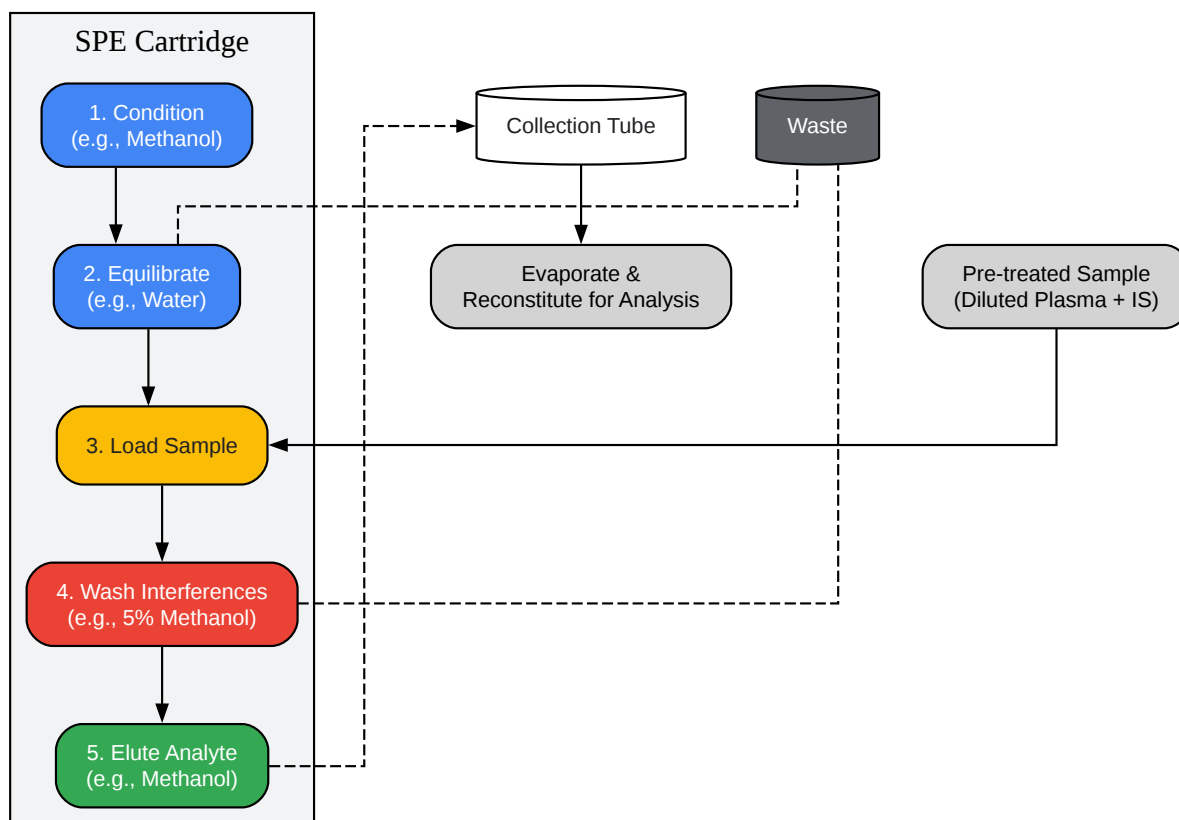 SPE Cartridge
1. Condition
(e.g., Methanol)
Collection Tube
Waste
2. Equilibrate
(e.g., Water)
Evaporate &
Reconstitute for Analysis
Pre-treated Sample
(Diluted Plasma + IS)
3. Load Sample
4. Wash Interferences
(e.g., 5% Methanol)
5. Elute Analyte
(e.g., Methanol)